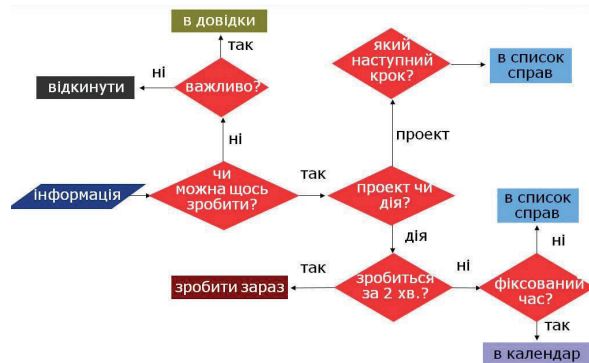 в довідки
так
ні
відкинути
важливо?
ні
який
наступний
крок?
в список
справ
проект
інформація
чи
можна щось
зробити?
так
проект чи
дія?
дія
в список
справ
ні
зробити зараз
так
зробиться
за 2 хв.?
ні
фіксований
час?
так
в календар